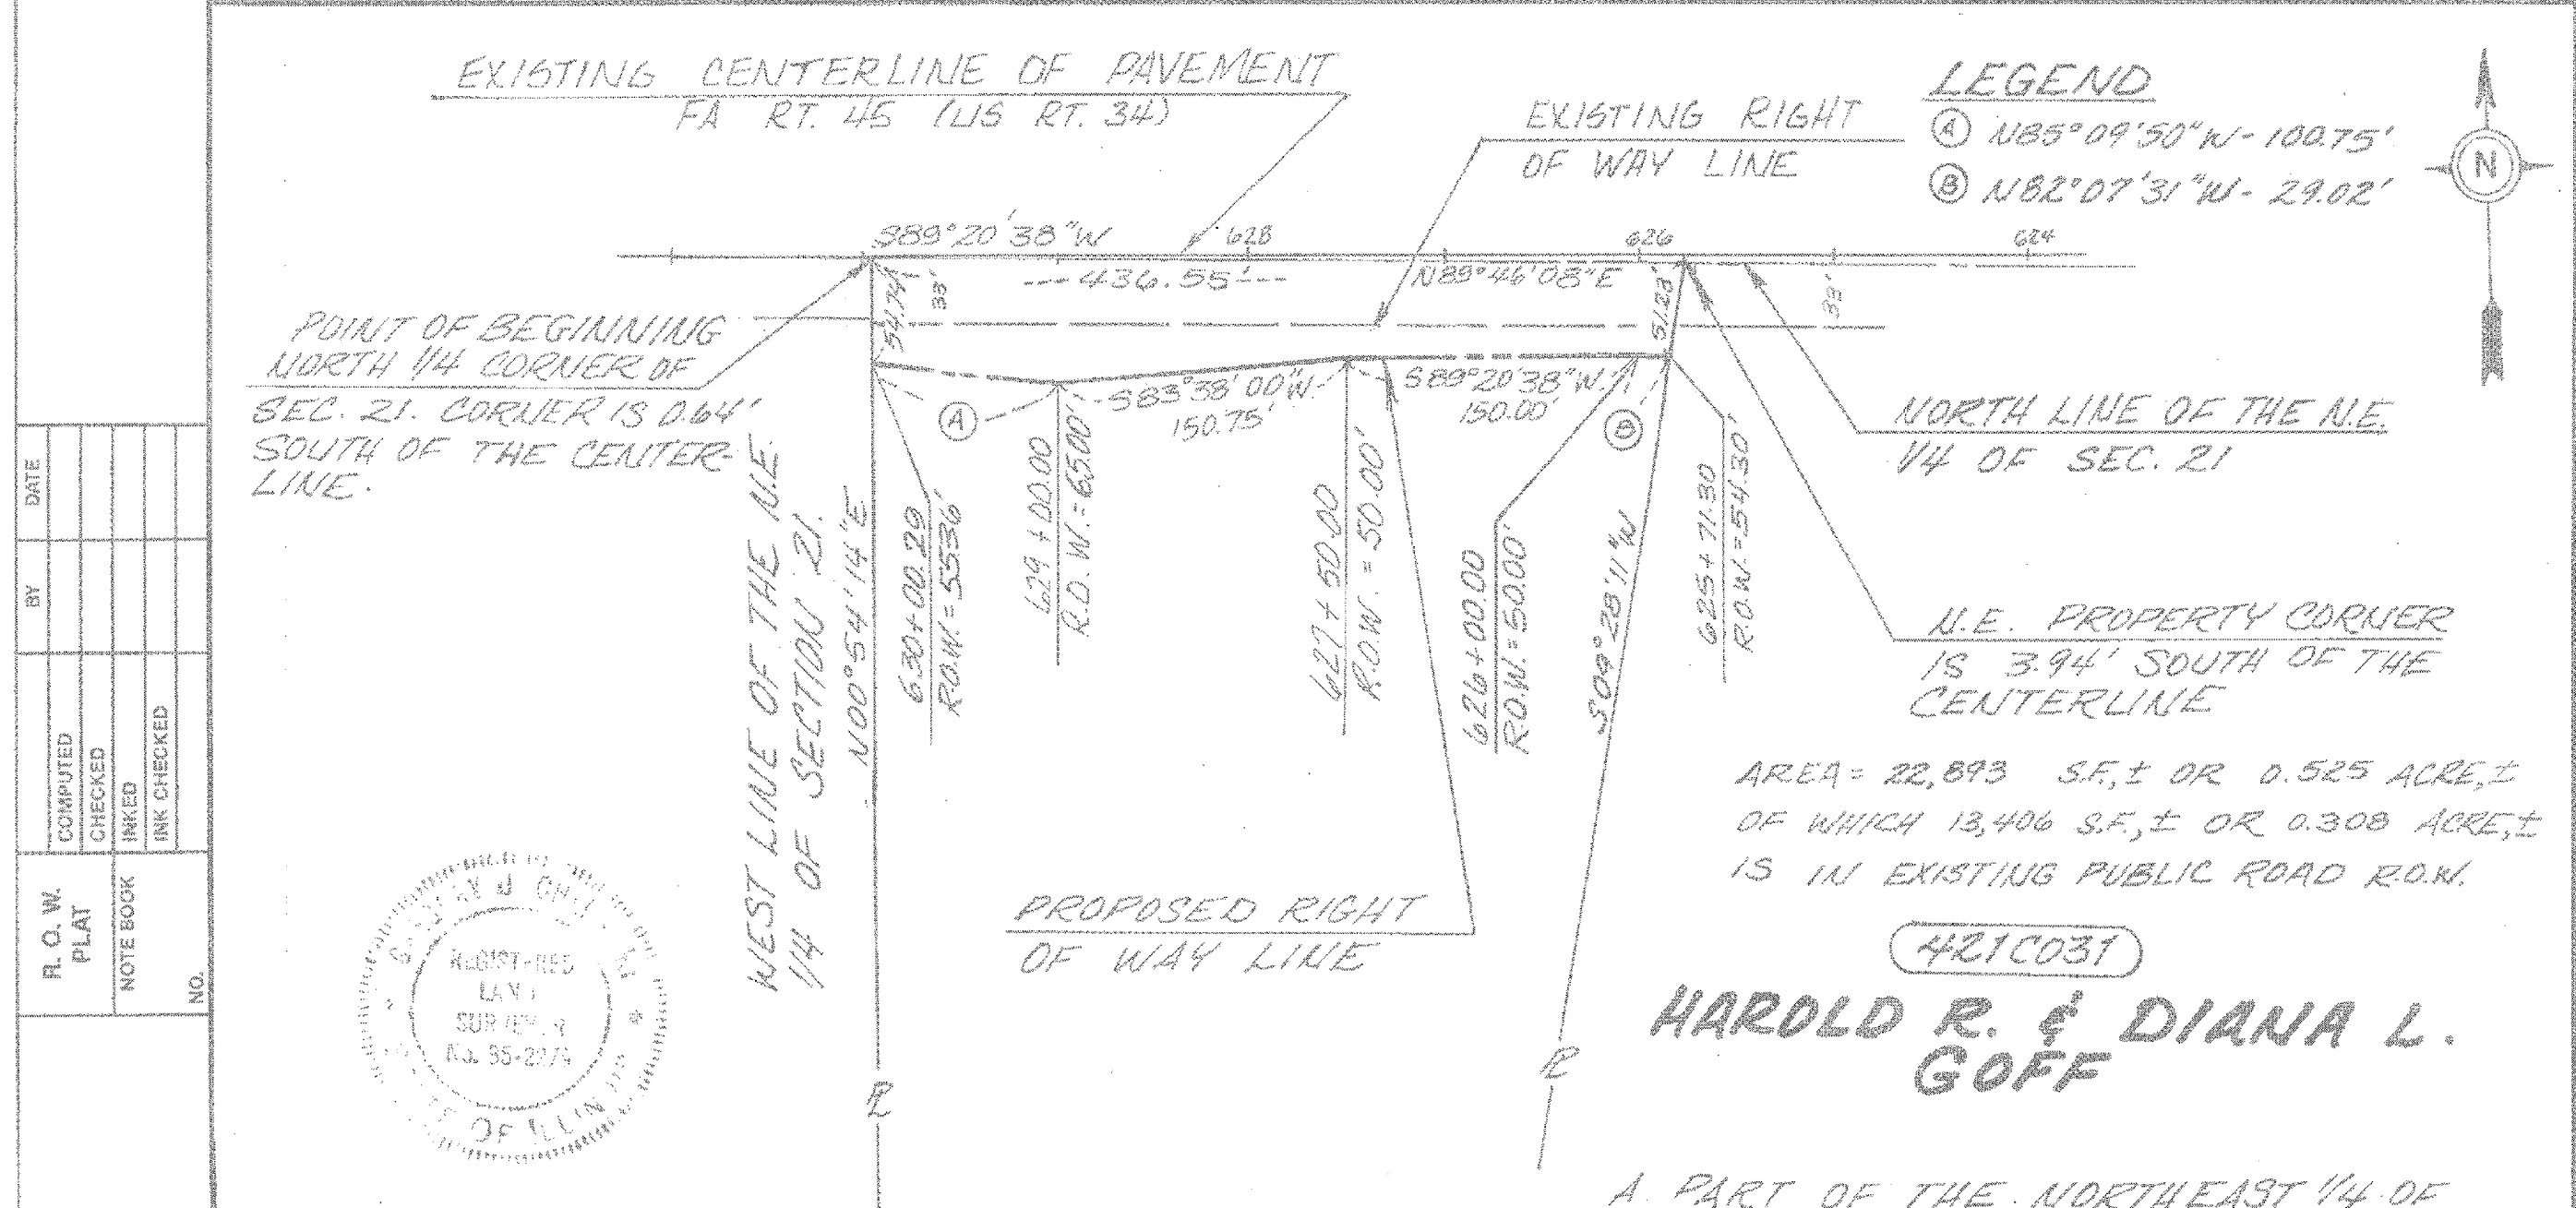 EXISTING CENTERLINE OF PAVEMENT
FA RT. 45 (US RT. 34)
EXISTING RIGHT
OF WAY LINE
LEGEND
Ⓐ N85°09'50"W - 100.75'
Ⓑ N82°07'31"W - 29.02'
N
S89°20'38"W
628
626
624
---436.55'---
N89°46'08"E
54.74'
33'
33'
POINT OF BEGINNING
NORTH 1/4 CORNER OF
SEC. 21. CORNER IS 0.64'
SOUTH OF THE CENTER-
LINE.
A
S83°38'00"W
150.75'
S89°20'38"W
150.00'
B
NORTH LINE OF THE N.E.
1/4 OF SEC. 21
WEST LINE OF THE N.E.
1/4 OF SECTION 21.
N00°54'14"E
630+00.29
R.O.W.=55.36'
629+00.00
R.O.W.=65.00'
627+50.00
R.O.W.=50.00'
626+00.00
R.O.W.=50.00'
S09°28'11"W
625+71.30
R.O.W.=54.30'
N.E. PROPERTY CORNER
IS 3.94' SOUTH OF THE
CENTERLINE
AREA= 22,893 S.F.,± OR 0.525 ACRE,±
OF WHICH 13,406 S.F.,± OR 0.308 ACRE,±
IS IN EXISTING PUBLIC ROAD R.O.W.
PROPOSED RIGHT
OF WAY LINE
421C031
HAROLD R. & DIANA L.
GOFF
A PART OF THE NORTHEAST 1/4 OF
PL
PL
REGISTERED
LAND
SURVEYOR
OF ILLINOIS
DATE
BY
COMPUTED
CHECKED
INKED
INK CHECKED
R. O. W.
PLAT
NOTE BOOK
NO.